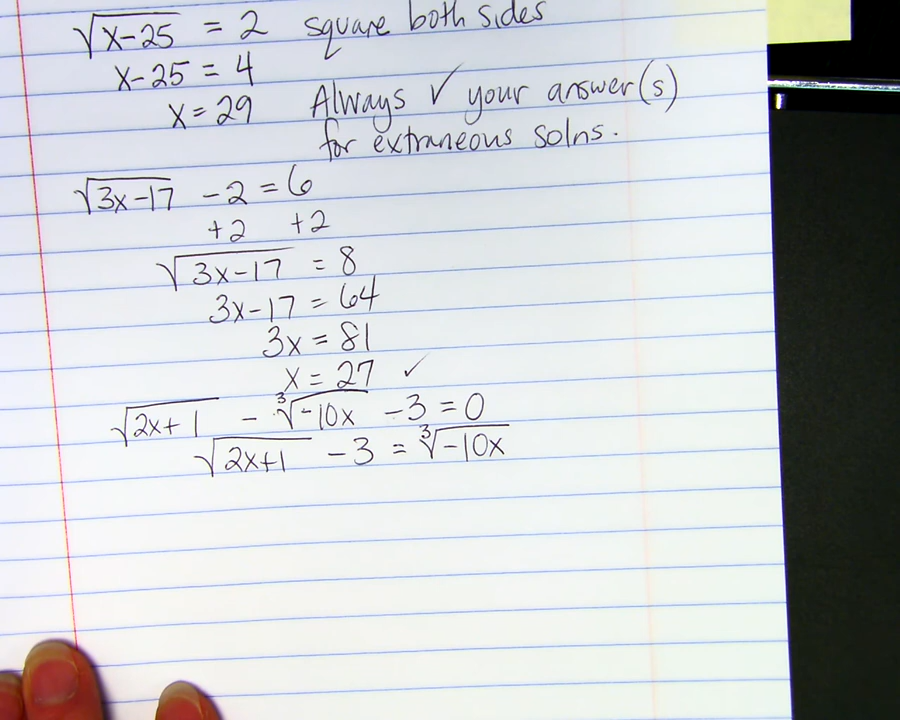 √x-25 = 2 square both sides
x-25 = 4
x = 29 Always ✓ your answer(s)
for extraneous solns.
√3x-17 -2 = 6
+2 +2
√3x-17 = 8
3x-17 = 64
3x = 81
x = 27 ✓
√2x+1 - ³√-10x -3 = 0
√2x+1 -3 = ³√-10x